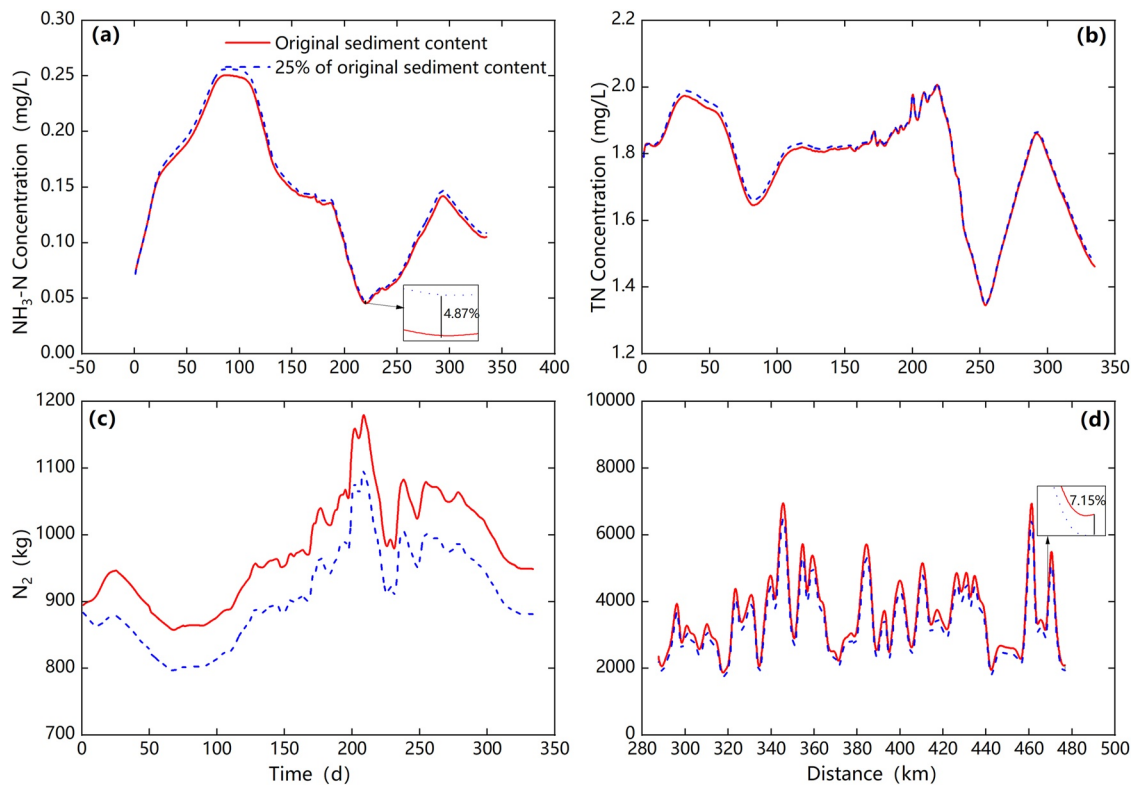 (a)
Original sediment content
25% of original sediment content
NH3-N Concentration (mg/L)
0.30
0.25
0.20
0.15
0.10
0.05
0.00
4.87%
-50 0 50 100 150 200 250 300 350 400
(b)
TN Concentration (mg/L)
2.2
2.0
1.8
1.6
1.4
1.2
0 50 100 150 200 250 300 350
(c)
N2 (kg)
1200
1100
1000
900
800
700
0 50 100 150 200 250 300 350
Time (d)
(d)
10000
8000
6000
4000
2000
0
7.15%
280 300 320 340 360 380 400 420 440 460 480 500
Distance (km)